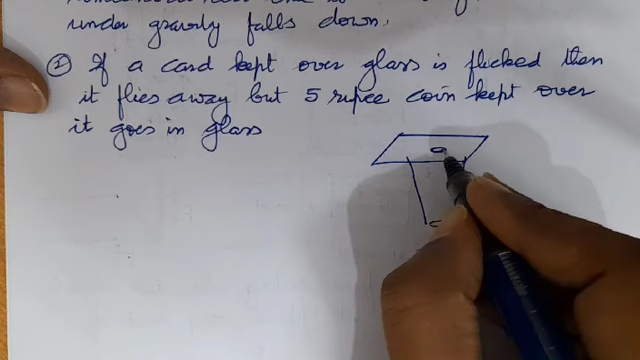 under gravity falls down.
② If a card kept over glass is flicked then
it flies away but 5 rupee coin kept over
it goes in glass